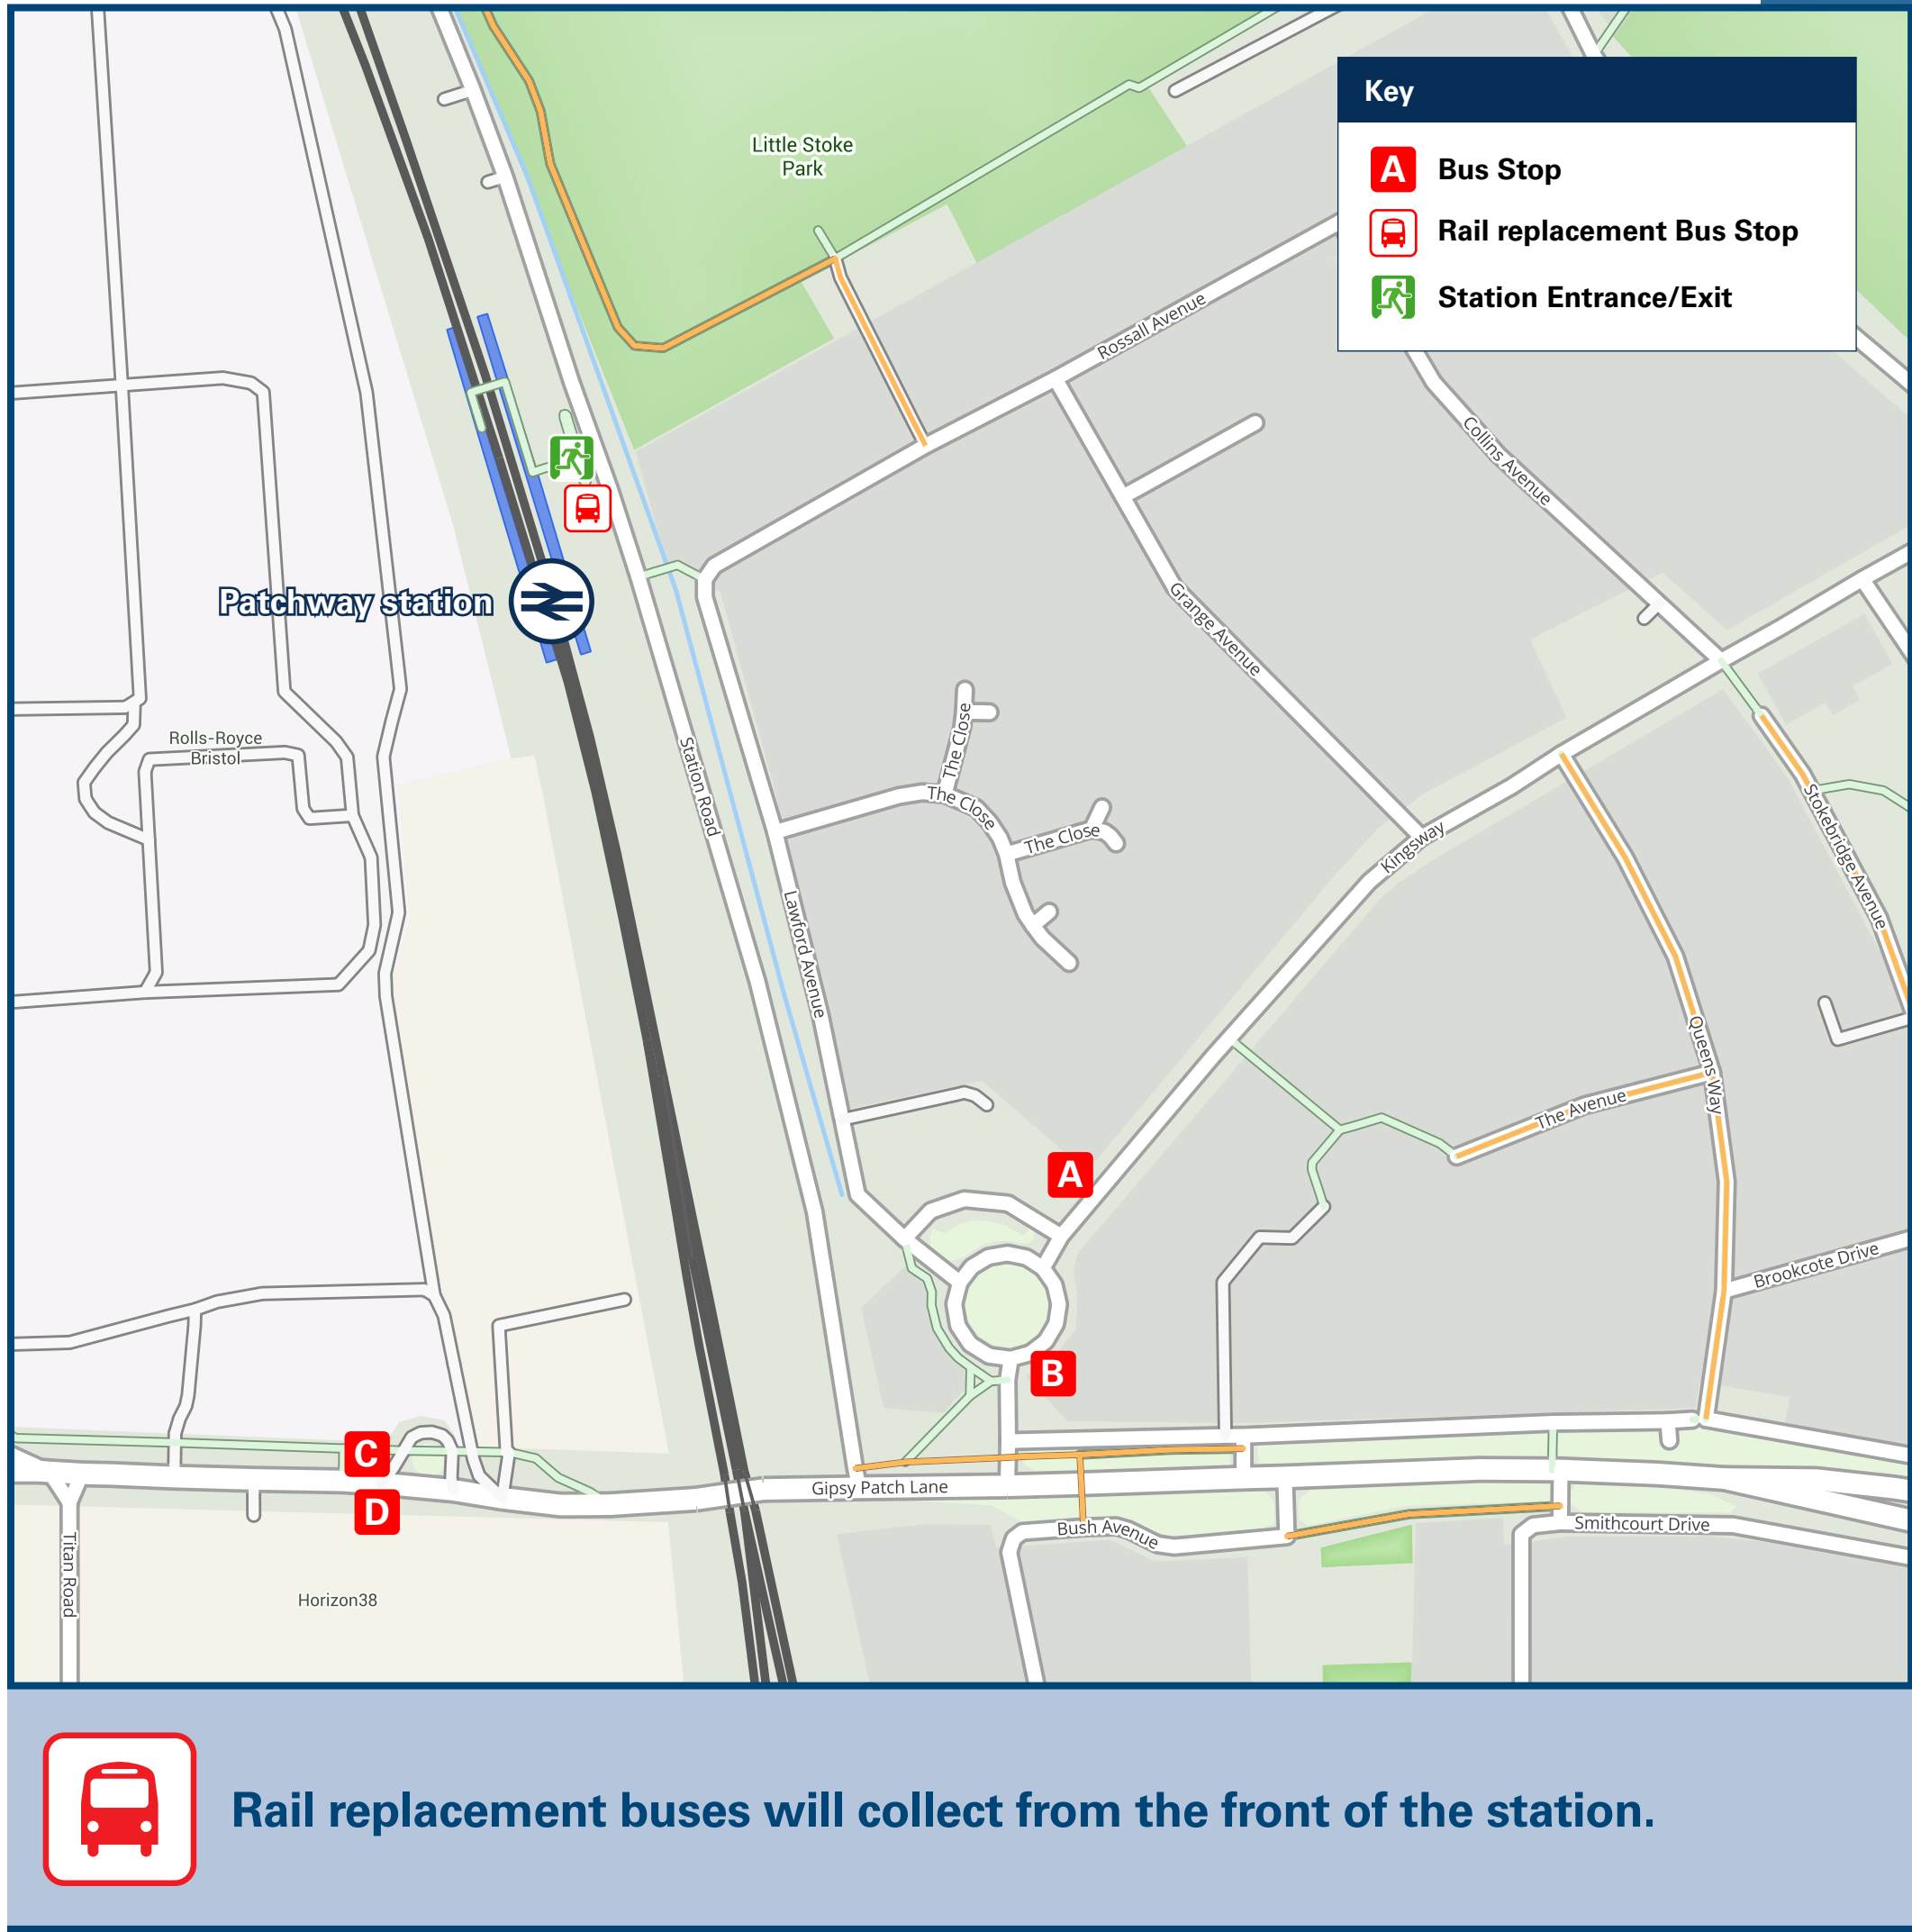 Key
A Bus Stop
Rail replacement Bus Stop
Station Entrance/Exit
Little Stoke
Park
Rossall Avenue
Collins Avenue
Patchway station
Grange Avenue
Rolls-Royce
Bristol
Station Road
The Close
The Close
The Close
Kingsway
Stokebridge Avenue
Lawford Avenue
Queens Way
The Avenue
A
Brookcote Drive
B
C
Gipsy Patch Lane
D
Bush Avenue
Smithcourt Drive
Titan Road
Horizon38
Rail replacement buses will collect from the front of the station.